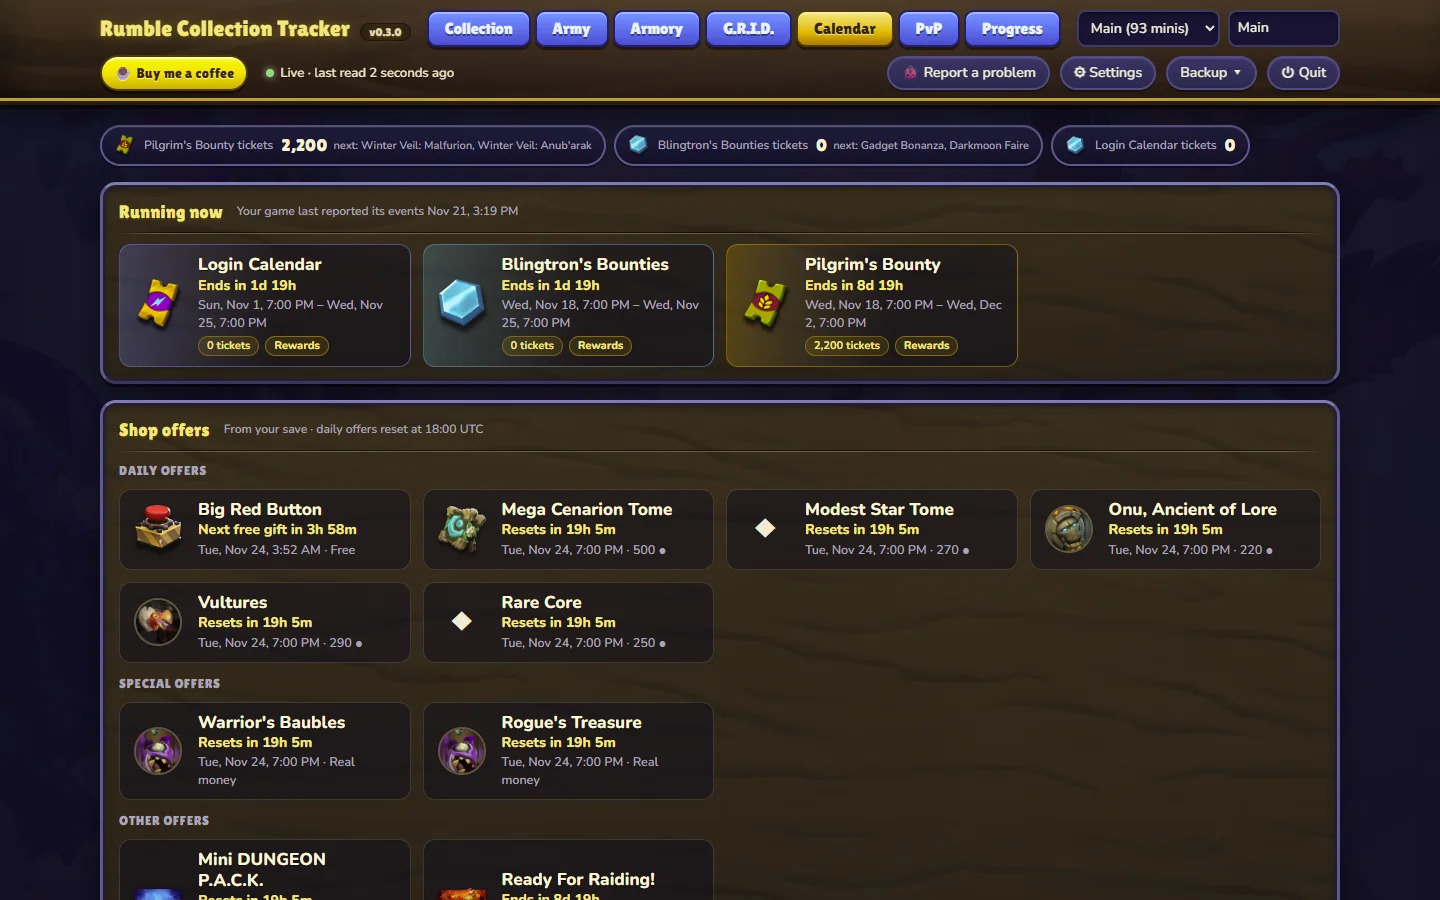 Rumble Collection Tracker v0.3.0
Collection
Army
Armory
G.R.I.D.
Calendar
PvP
Progress
Main (93 minis)
Main
Buy me a coffee
Live · last read 2 seconds ago
Report a problem
Settings
Backup
Quit
Pilgrim's Bounty tickets 2,200 next: Winter Veil: Malfurion, Winter Veil: Anub'arak
Blingtron's Bounties tickets 0 next: Gadget Bonanza, Darkmoon Faire
Login Calendar tickets 0
Running now Your game last reported its events Nov 21, 3:19 PM
Login Calendar
Ends in 1d 19h
Sun, Nov 1, 7:00 PM – Wed, Nov
25, 7:00 PM
0 tickets Rewards
Blingtron's Bounties
Ends in 1d 19h
Wed, Nov 18, 7:00 PM – Wed, Nov
25, 7:00 PM
0 tickets Rewards
Pilgrim's Bounty
Ends in 8d 19h
Wed, Nov 18, 7:00 PM – Wed, Dec
2, 7:00 PM
2,200 tickets Rewards
Shop offers From your save · daily offers reset at 18:00 UTC
DAILY OFFERS
Big Red Button
Next free gift in 3h 58m
Tue, Nov 24, 3:52 AM · Free
Mega Cenarion Tome
Resets in 19h 5m
Tue, Nov 24, 7:00 PM · 500 ●
Modest Star Tome
Resets in 19h 5m
Tue, Nov 24, 7:00 PM · 270 ●
Onu, Ancient of Lore
Resets in 19h 5m
Tue, Nov 24, 7:00 PM · 220 ●
Vultures
Resets in 19h 5m
Tue, Nov 24, 7:00 PM · 290 ●
Rare Core
Resets in 19h 5m
Tue, Nov 24, 7:00 PM · 250 ●
SPECIAL OFFERS
Warrior's Baubles
Resets in 19h 5m
Tue, Nov 24, 7:00 PM · Real
money
Rogue's Treasure
Resets in 19h 5m
Tue, Nov 24, 7:00 PM · Real
money
OTHER OFFERS
Mini DUNGEON
P.A.C.K.
Resets in 19h 5m
Ready For Raiding!
Ends in 8d 19h